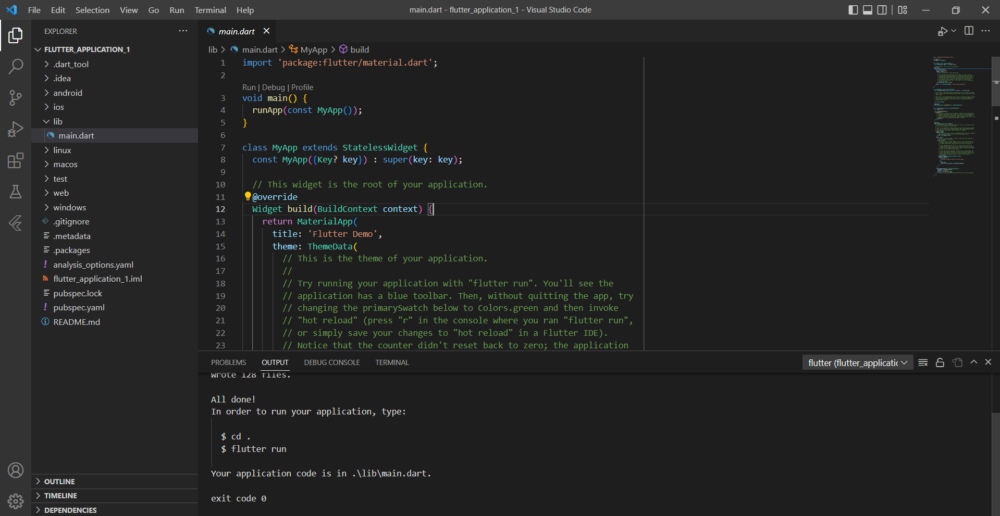 File Edit Selection View Go Run Terminal Help
main.dart - flutter_application_1 - Visual Studio Code
EXPLORER
FLUTTER_APPLICATION_1
.dart_tool
.idea
android
ios
lib
main.dart
linux
macos
test
web
windows
.gitignore
.metadata
.packages
analysis_options.yaml
flutter_application_1.iml
pubspec.lock
pubspec.yaml
README.md
OUTLINE
TIMELINE
DEPENDENCIES
main.dart
lib > main.dart > MyApp > build
1 import 'package:flutter/material.dart';
2
Run | Debug | Profile
3 void main() {
4 runApp(const MyApp());
5 }
6
7 class MyApp extends StatelessWidget {
8 const MyApp({Key? key}) : super(key: key);
9
10 // This widget is the root of your application.
11 @override
12 Widget build(BuildContext context) {
13 return MaterialApp(
14 title: 'Flutter Demo',
15 theme: ThemeData(
16 // This is the theme of your application.
17 //
18 // Try running your application with "flutter run". You'll see the
19 // application has a blue toolbar. Then, without quitting the app, try
20 // changing the primarySwatch below to Colors.green and then invoke
21 // "hot reload" (press "r" in the console where you ran "flutter run",
22 // or simply save your changes to "hot reload" in a Flutter IDE).
23 // Notice that the counter didn't reset back to zero; the application
PROBLEMS OUTPUT DEBUG CONSOLE TERMINAL
flutter (flutter_applicatic
Wrote 128 files.
All done!
In order to run your application, type:
$ cd .
$ flutter run
Your application code is in .\lib\main.dart.
exit code 0